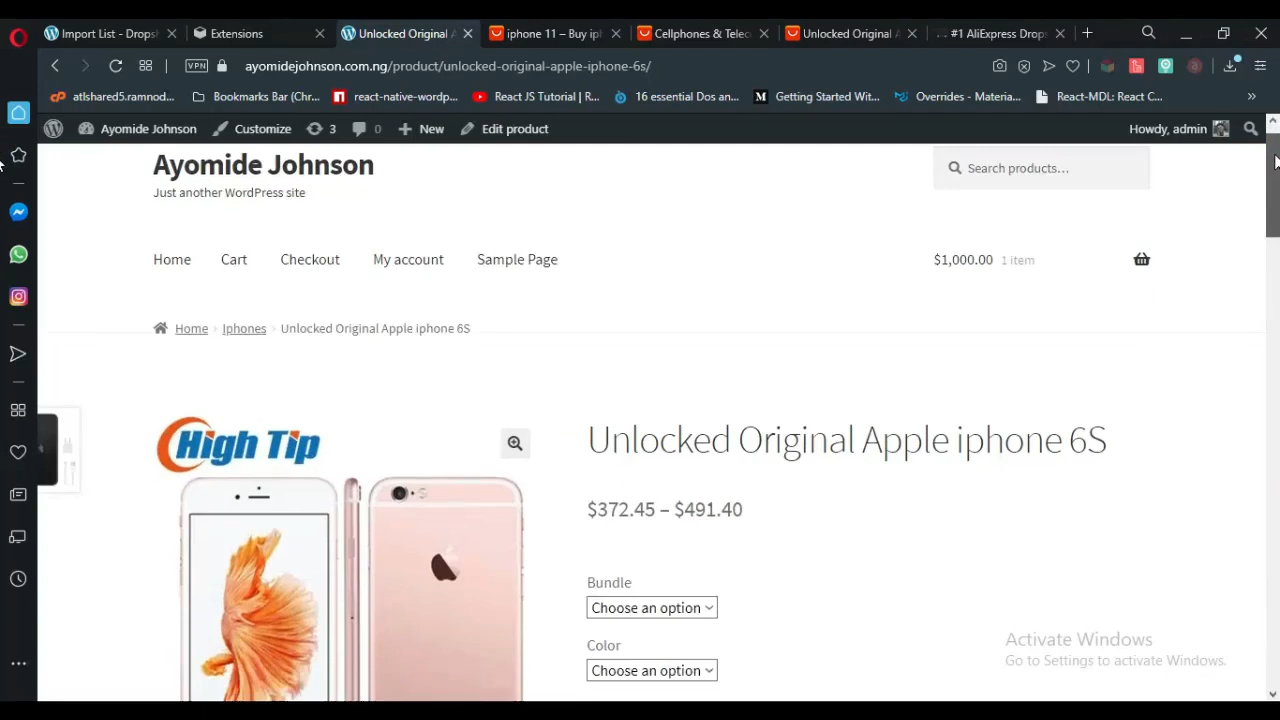 Import List - Dropsh
Extensions
Unlocked Original A
iphone 11 – Buy iph
Cellphones & Telec
Unlocked Original A
#1 AliExpress Drops
VPN
ayomidejohnson.com.ng/product/unlocked-original-apple-iphone-6s/
atlshared5.ramnod...
Bookmarks Bar (Chr...
react-native-wordp...
React JS Tutorial | R...
16 essential Dos an...
Getting Started Wit...
Overrides - Materia...
React-MDL: React C...
Ayomide Johnson
Customize
3
0
New
Edit product
Howdy, admin
Ayomide Johnson
Search products...
Just another WordPress site
Home
Cart
Checkout
My account
Sample Page
$1,000.00 1 item
Home
Iphones
Unlocked Original Apple iphone 6S
High Tip
Unlocked Original Apple iphone 6S
$372.45 – $491.40
Bundle
Choose an option
Color
Choose an option
Activate Windows
Go to Settings to activate Windows.